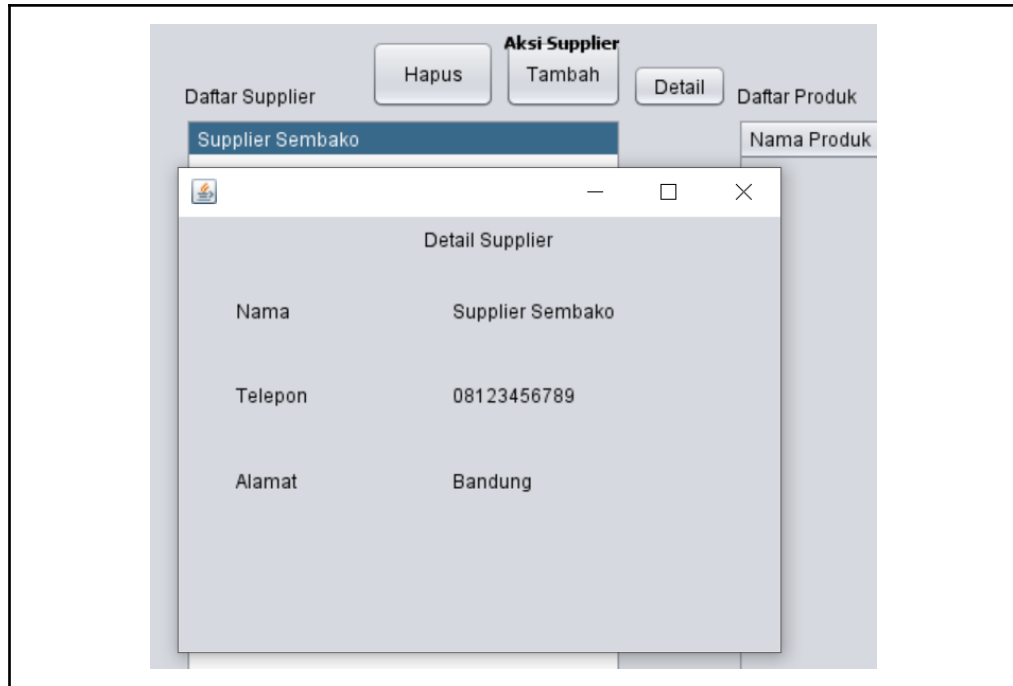 Aksi Supplier
Hapus Tambah Detail
Daftar Supplier Daftar Produk
Supplier Sembako Nama Produk
Detail Supplier
Nama Supplier Sembako
Telepon 08123456789
Alamat Bandung